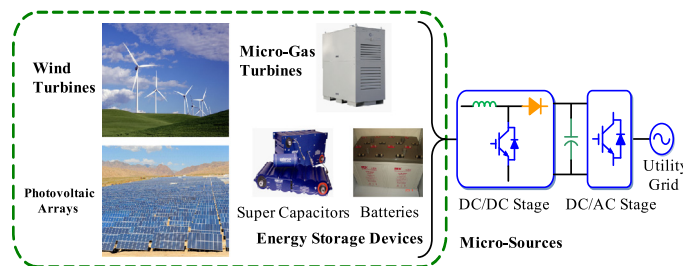 Wind
Turbines
Micro-Gas
Turbines
Photovoltaic
Arrays
Super Capacitors
Batteries
Energy Storage Devices
Micro-Sources
DC/DC Stage
DC/AC Stage
Utility
Grid